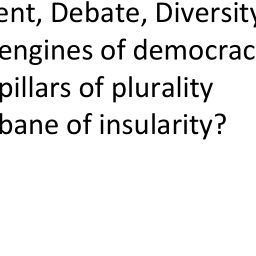 ent, Debate, Diversity
engines of democrac
pillars of plurality
bane of insularity?